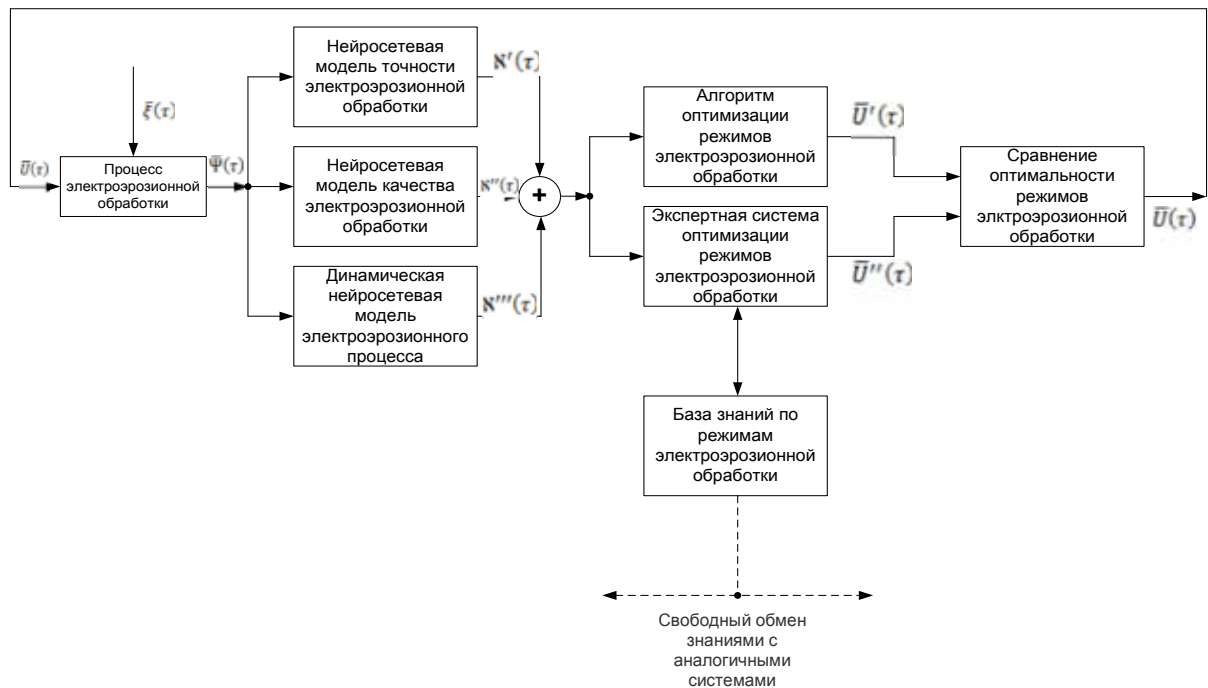 Нейросетевая
модель точности
электроэрозионной
обработки
ℵ′(τ)
ξ̄(τ)
Ū(τ)
Процесс
электроэрозионной
обработки
Ψ̄(τ)
Нейросетевая
модель качества
электроэрозионной
обработки
ℵ′′(τ)
+
Динамическая
нейросетевая
модель
электроэрозионного
процесса
ℵ′′′(τ)
Алгоритм
оптимизации
режимов
электроэрозионной
обработки
Ū′(τ)
Экспертная система
оптимизации
режимов
электроэрозионной
обработки
Ū′′(τ)
Сравнение
оптимальности
режимов
элктроэрозионной
обработки
Ū(τ)
База знаний по
режимам
электроэрозионной
обработки
Свободный обмен
знаниями с
аналогичными
системами